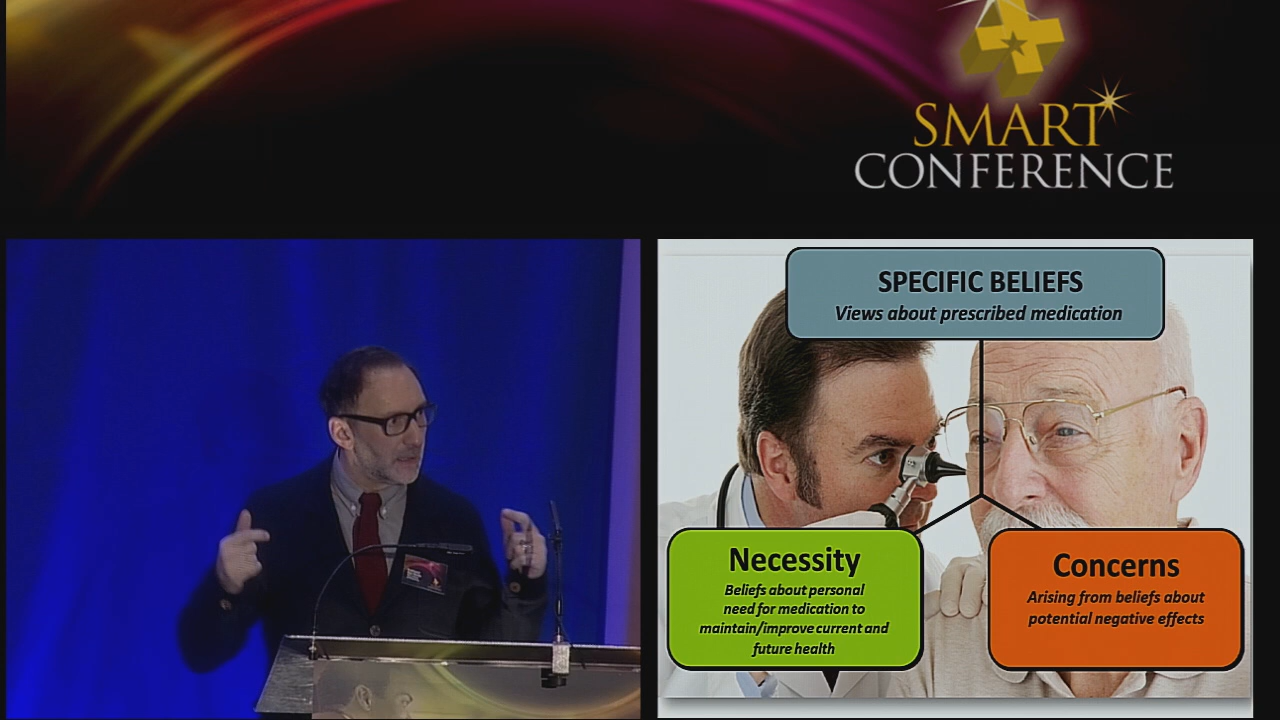 SMART
CONFERENCE
SPECIFIC BELIEFS
Views about prescribed medication
Necessity
Beliefs about personal
need for medication to
maintain/improve current and
future health
Concerns
Arising from beliefs about
potential negative effects